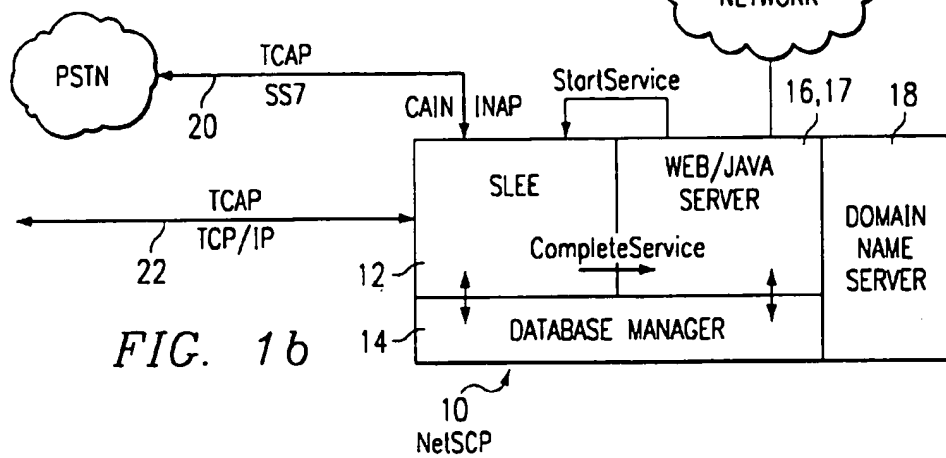 NETWORK
PSTN
TCAP
SS7
20
CAIN INAP
StartService
16,17
18
SLEE
WEB/JAVA
SERVER
TCAP
TCP/IP
22
DOMAIN
NAME
SERVER
CompleteService
12
14
DATABASE MANAGER
FIG. 1b
10
NetSCP